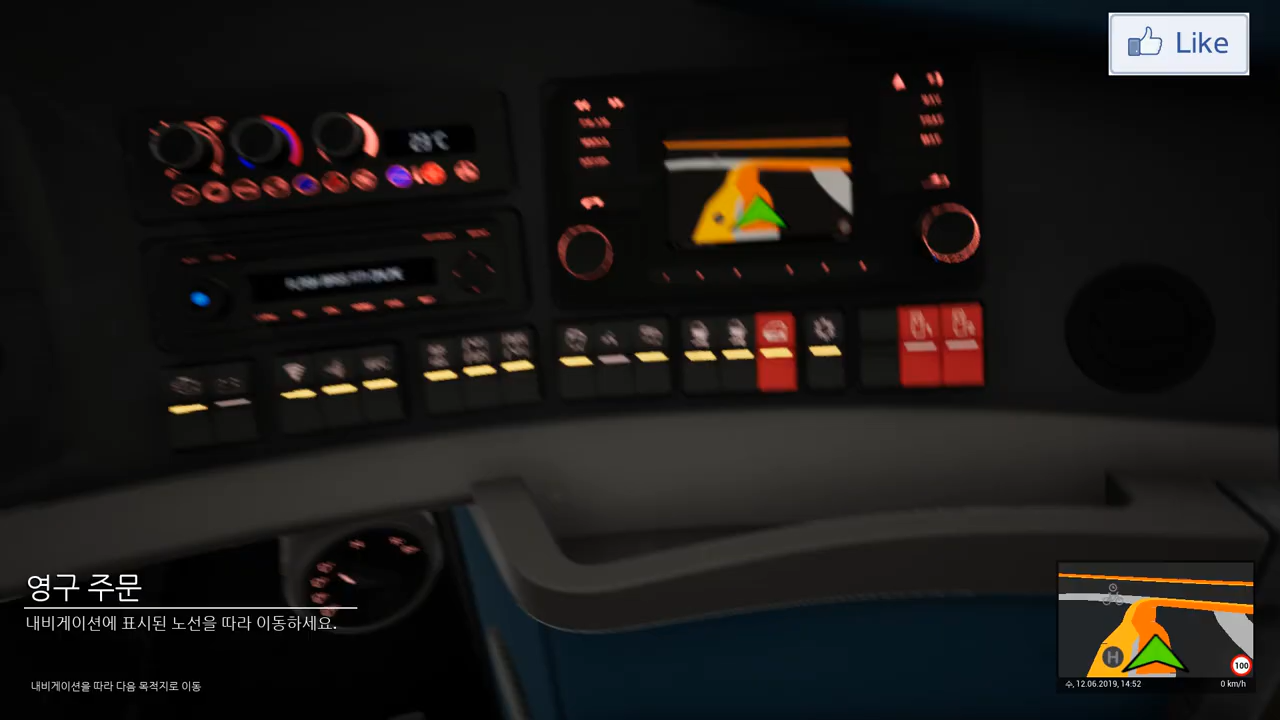 Like
23°C
영구 주문
내비게이션에 표시된 노선을 따라 이동하세요.
H
100
내비게이션을 따라 다음 목적지로 이동
수, 12.06.2019, 14:52
0 km/h